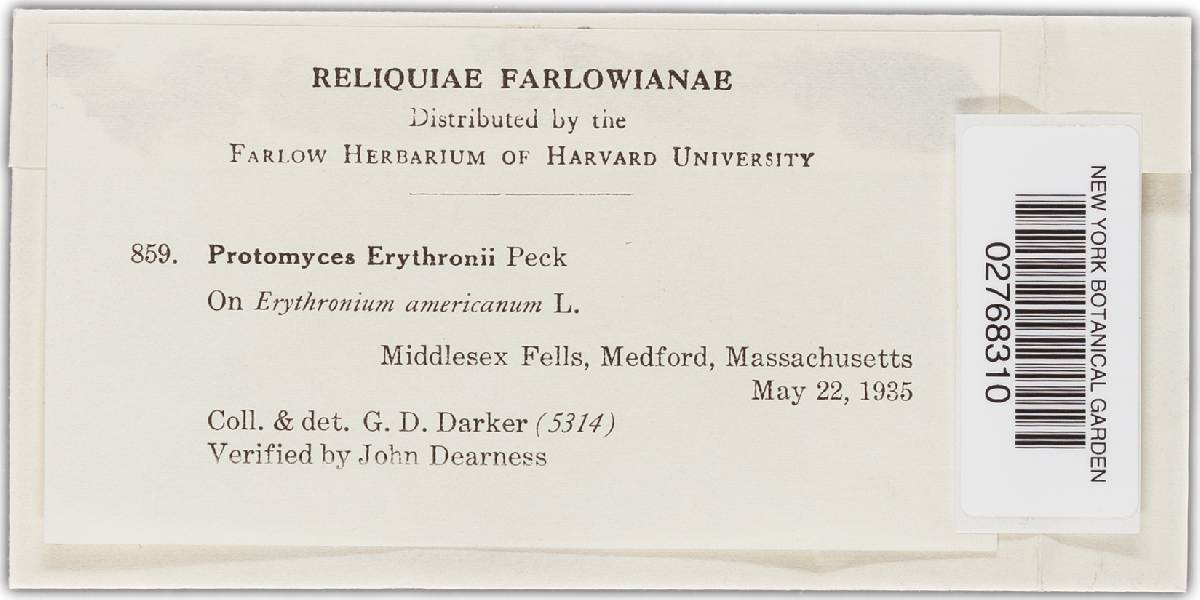 RELIQUIAE FARLOWIANAE
Distributed by the
FARLOW HERBARIUM OF HARVARD UNIVERSITY
859. Protomyces Erythronii Peck
On Erythronium americanum L.
Middlesex Fells, Medford, Massachusetts
May 22, 1935
Coll. & det. G. D. Darker (5314)
Verified by John Dearness
NEW YORK BOTANICAL GARDEN
02768310